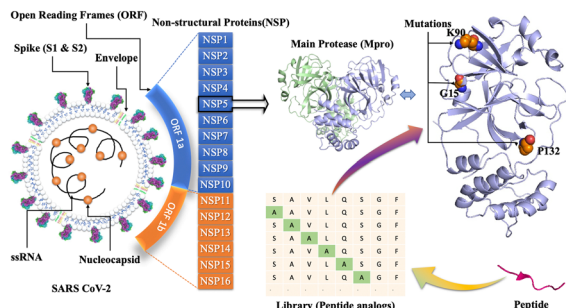 Open Reading Frames (ORF)
Non-structural Proteins(NSP)
Spike (S1 & S2)
Envelope
NSP1
NSP2
NSP3
NSP4
NSP5
NSP6
NSP7
NSP8
NSP9
NSP10
NSP11
NSP12
NSP13
NSP14
NSP15
NSP16
ORF 1a
ORF 1b
ssRNA
Nucleocapsid
SARS CoV-2
Main Protease (Mpro)
Mutations
K90
G15
P132
S A V L Q S G F
A A V L Q S G F
S A V L Q S G F
S A A L Q S G F
S A V A Q S G F
S A V L A S G F
S A V L Q A G F
Library (Peptide analogs)
Peptide